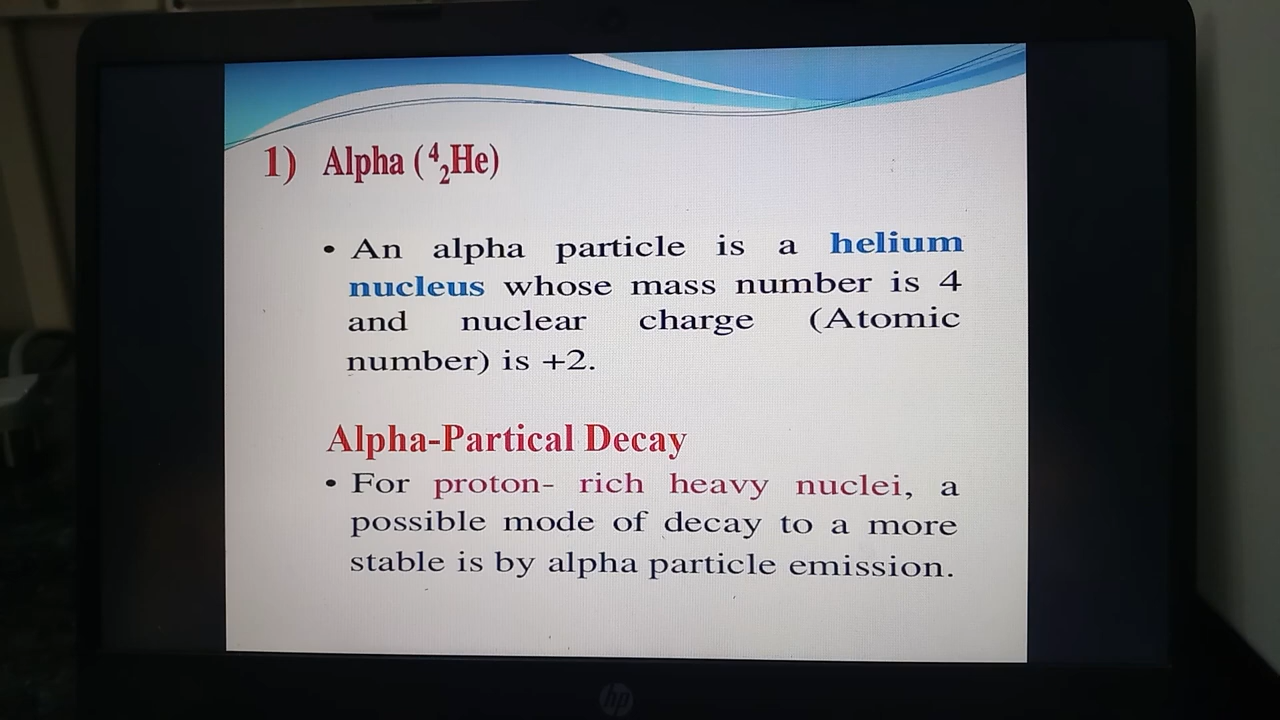 1) Alpha (⁴₂He)
• An alpha particle is a helium
nucleus whose mass number is 4
and nuclear charge (Atomic
number) is +2.
Alpha-Partical Decay
• For proton- rich heavy nuclei, a
possible mode of decay to a more
stable is by alpha particle emission.
hp